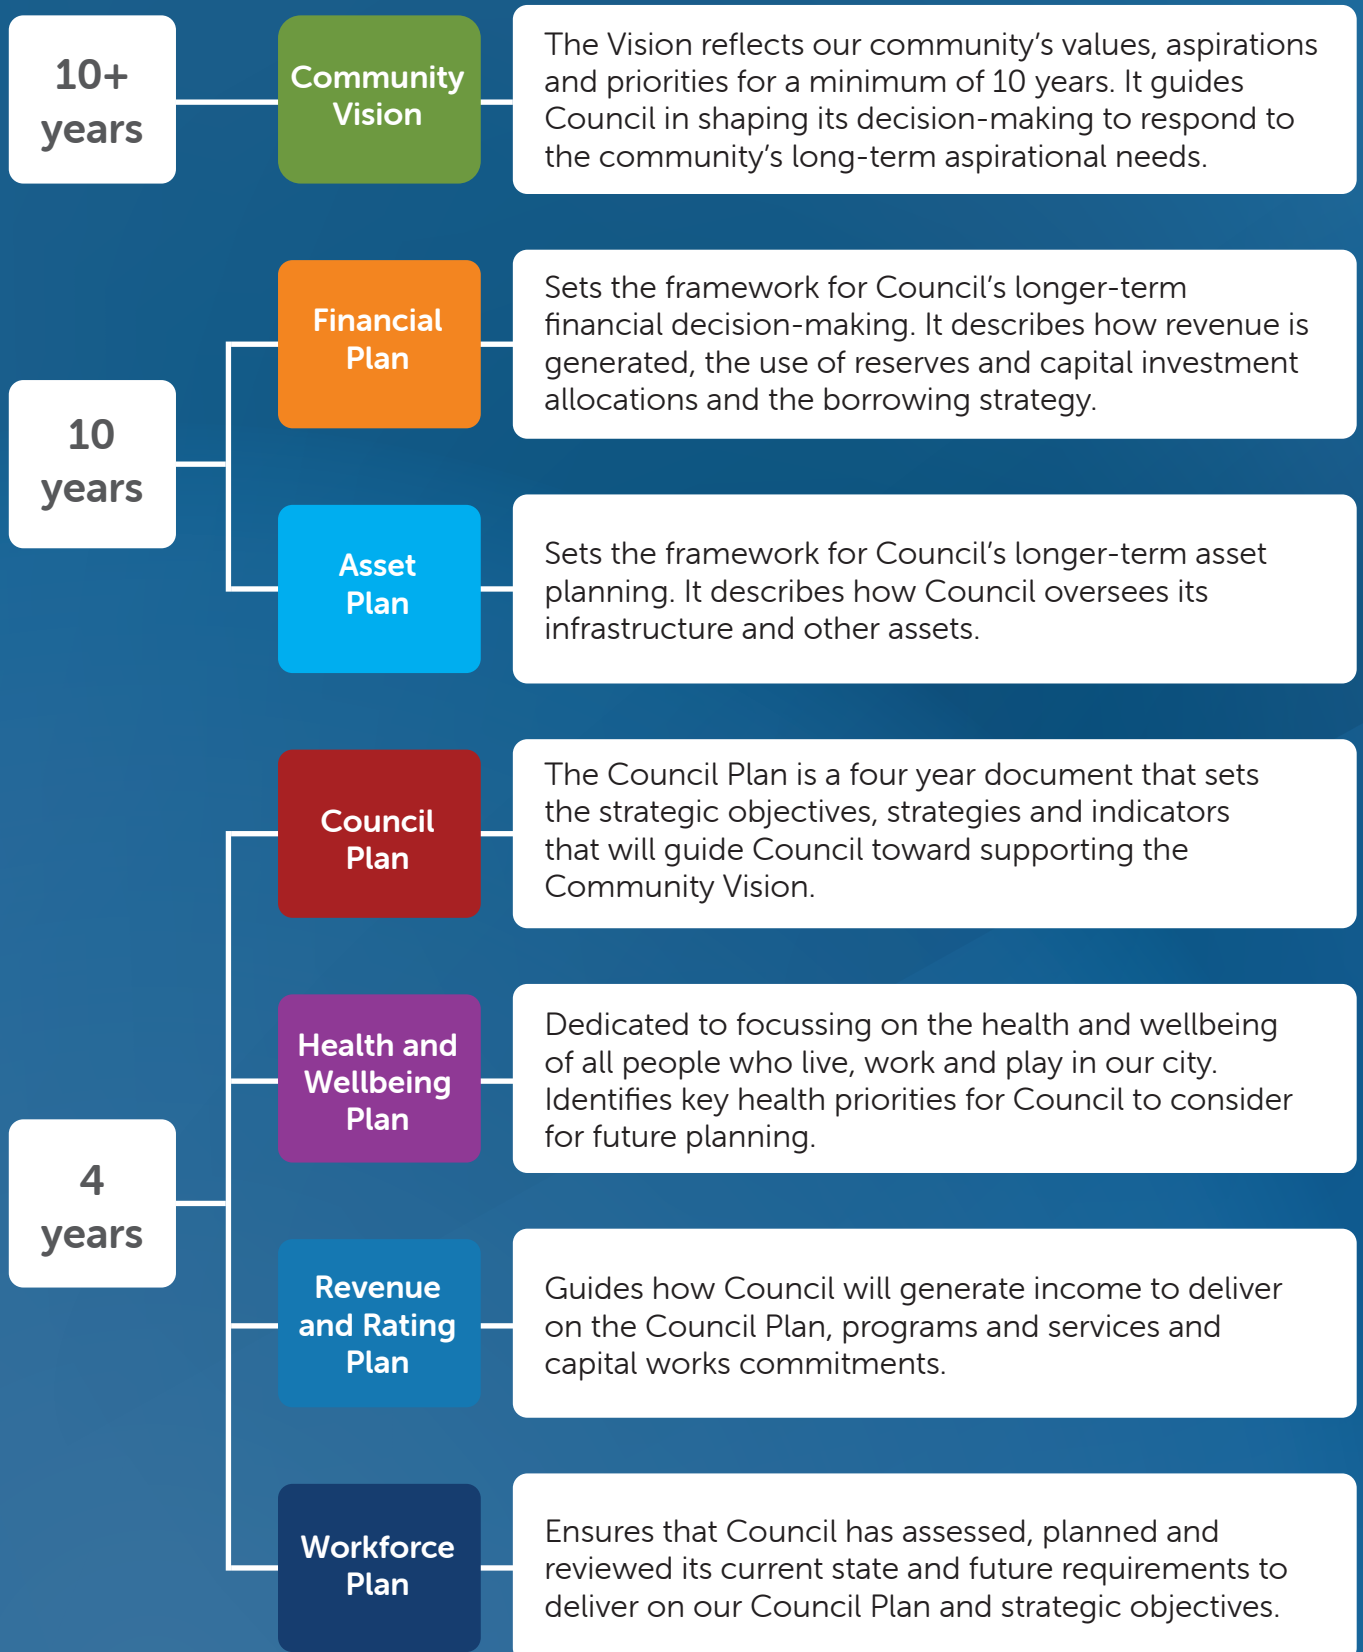 10+
years
Community
Vision
The Vision reflects our community’s values, aspirations
and priorities for a minimum of 10 years. It guides
Council in shaping its decision-making to respond to
the community’s long-term aspirational needs.
10
years
Financial
Plan
Sets the framework for Council’s longer-term
financial decision-making. It describes how revenue is
generated, the use of reserves and capital investment
allocations and the borrowing strategy.
Asset
Plan
Sets the framework for Council’s longer-term asset
planning. It describes how Council oversees its
infrastructure and other assets.
4
years
Council
Plan
The Council Plan is a four year document that sets
the strategic objectives, strategies and indicators
that will guide Council toward supporting the
Community Vision.
Health and
Wellbeing
Plan
Dedicated to focussing on the health and wellbeing
of all people who live, work and play in our city.
Identifies key health priorities for Council to consider
for future planning.
Revenue
and Rating
Plan
Guides how Council will generate income to deliver
on the Council Plan, programs and services and
capital works commitments.
Workforce
Plan
Ensures that Council has assessed, planned and
reviewed its current state and future requirements to
deliver on our Council Plan and strategic objectives.